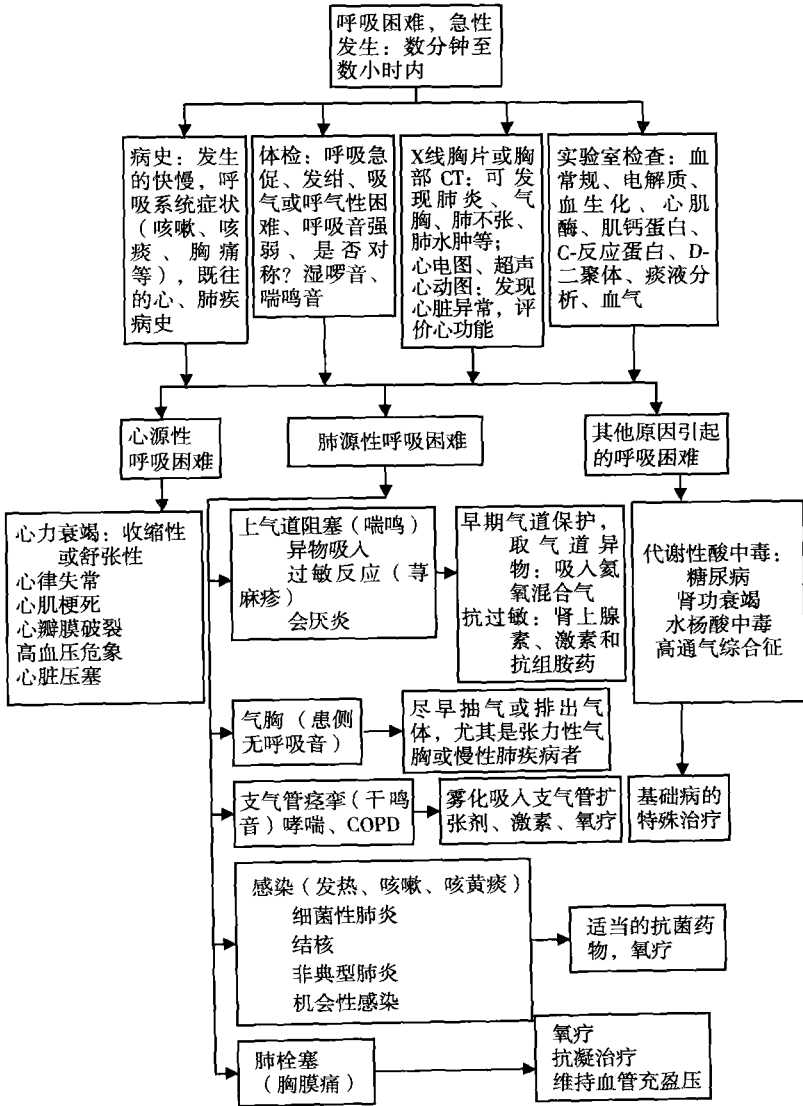 呼吸困难，急性
发生：数分钟至
数小时内
病史：发生
的快慢，呼
吸系统症状
（咳嗽、咳
痰、胸痛
等），既往
的心、肺疾
病史
体检：呼吸急
促、发绀、吸
气或呼气性困
难、呼吸音强
弱、是否对
称？湿啰音、
喘鸣音
X线胸片或胸
部CT：可发
现肺炎、气
胸、肺不张、
肺水肿等；
心电图、超声
心动图：发现
心脏异常，评
价心功能
实验室检查：血
常规、电解质、
血生化、心肌
酶、肌钙蛋白、
C-反应蛋白、D-
二聚体、痰液分
析、血气
心源性
呼吸困难
肺源性呼吸困难
其他原因引起
的呼吸困难
心力衰竭：收缩性
或舒张性
心律失常
心肌梗死
心瓣膜破裂
高血压危象
心脏压塞
上气道阻塞（喘鸣）
异物吸入
过敏反应（荨
麻疹）
会厌炎
早期气道保护，
取气道异
物：吸入氦
氧混合气
抗过敏：肾上腺
素、激素和
抗组胺药
代谢性酸中毒：
糖尿病
肾功衰竭
水杨酸中毒
高通气综合征
气胸（患侧
无呼吸音）
尽早抽气或排出气
体，尤其是张力性气
胸或慢性肺疾病者
支气管痉挛（干鸣
音）哮喘、COPD
雾化吸入支气管扩
张剂、激素、氧疗
基础病的
特殊治疗
感染（发热、咳嗽、咳黄痰）
细菌性肺炎
结核
非典型肺炎
机会性感染
适当的抗菌药
物，氧疗
肺栓塞
（胸膜痛）
氧疗
抗凝治疗
维持血管充盈压